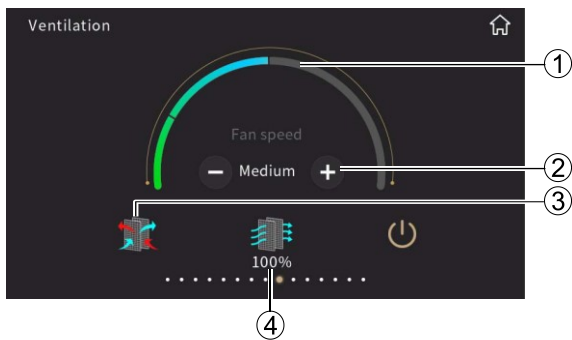 Ventilation
1
Fan speed
− Medium +
2
3
100%
4